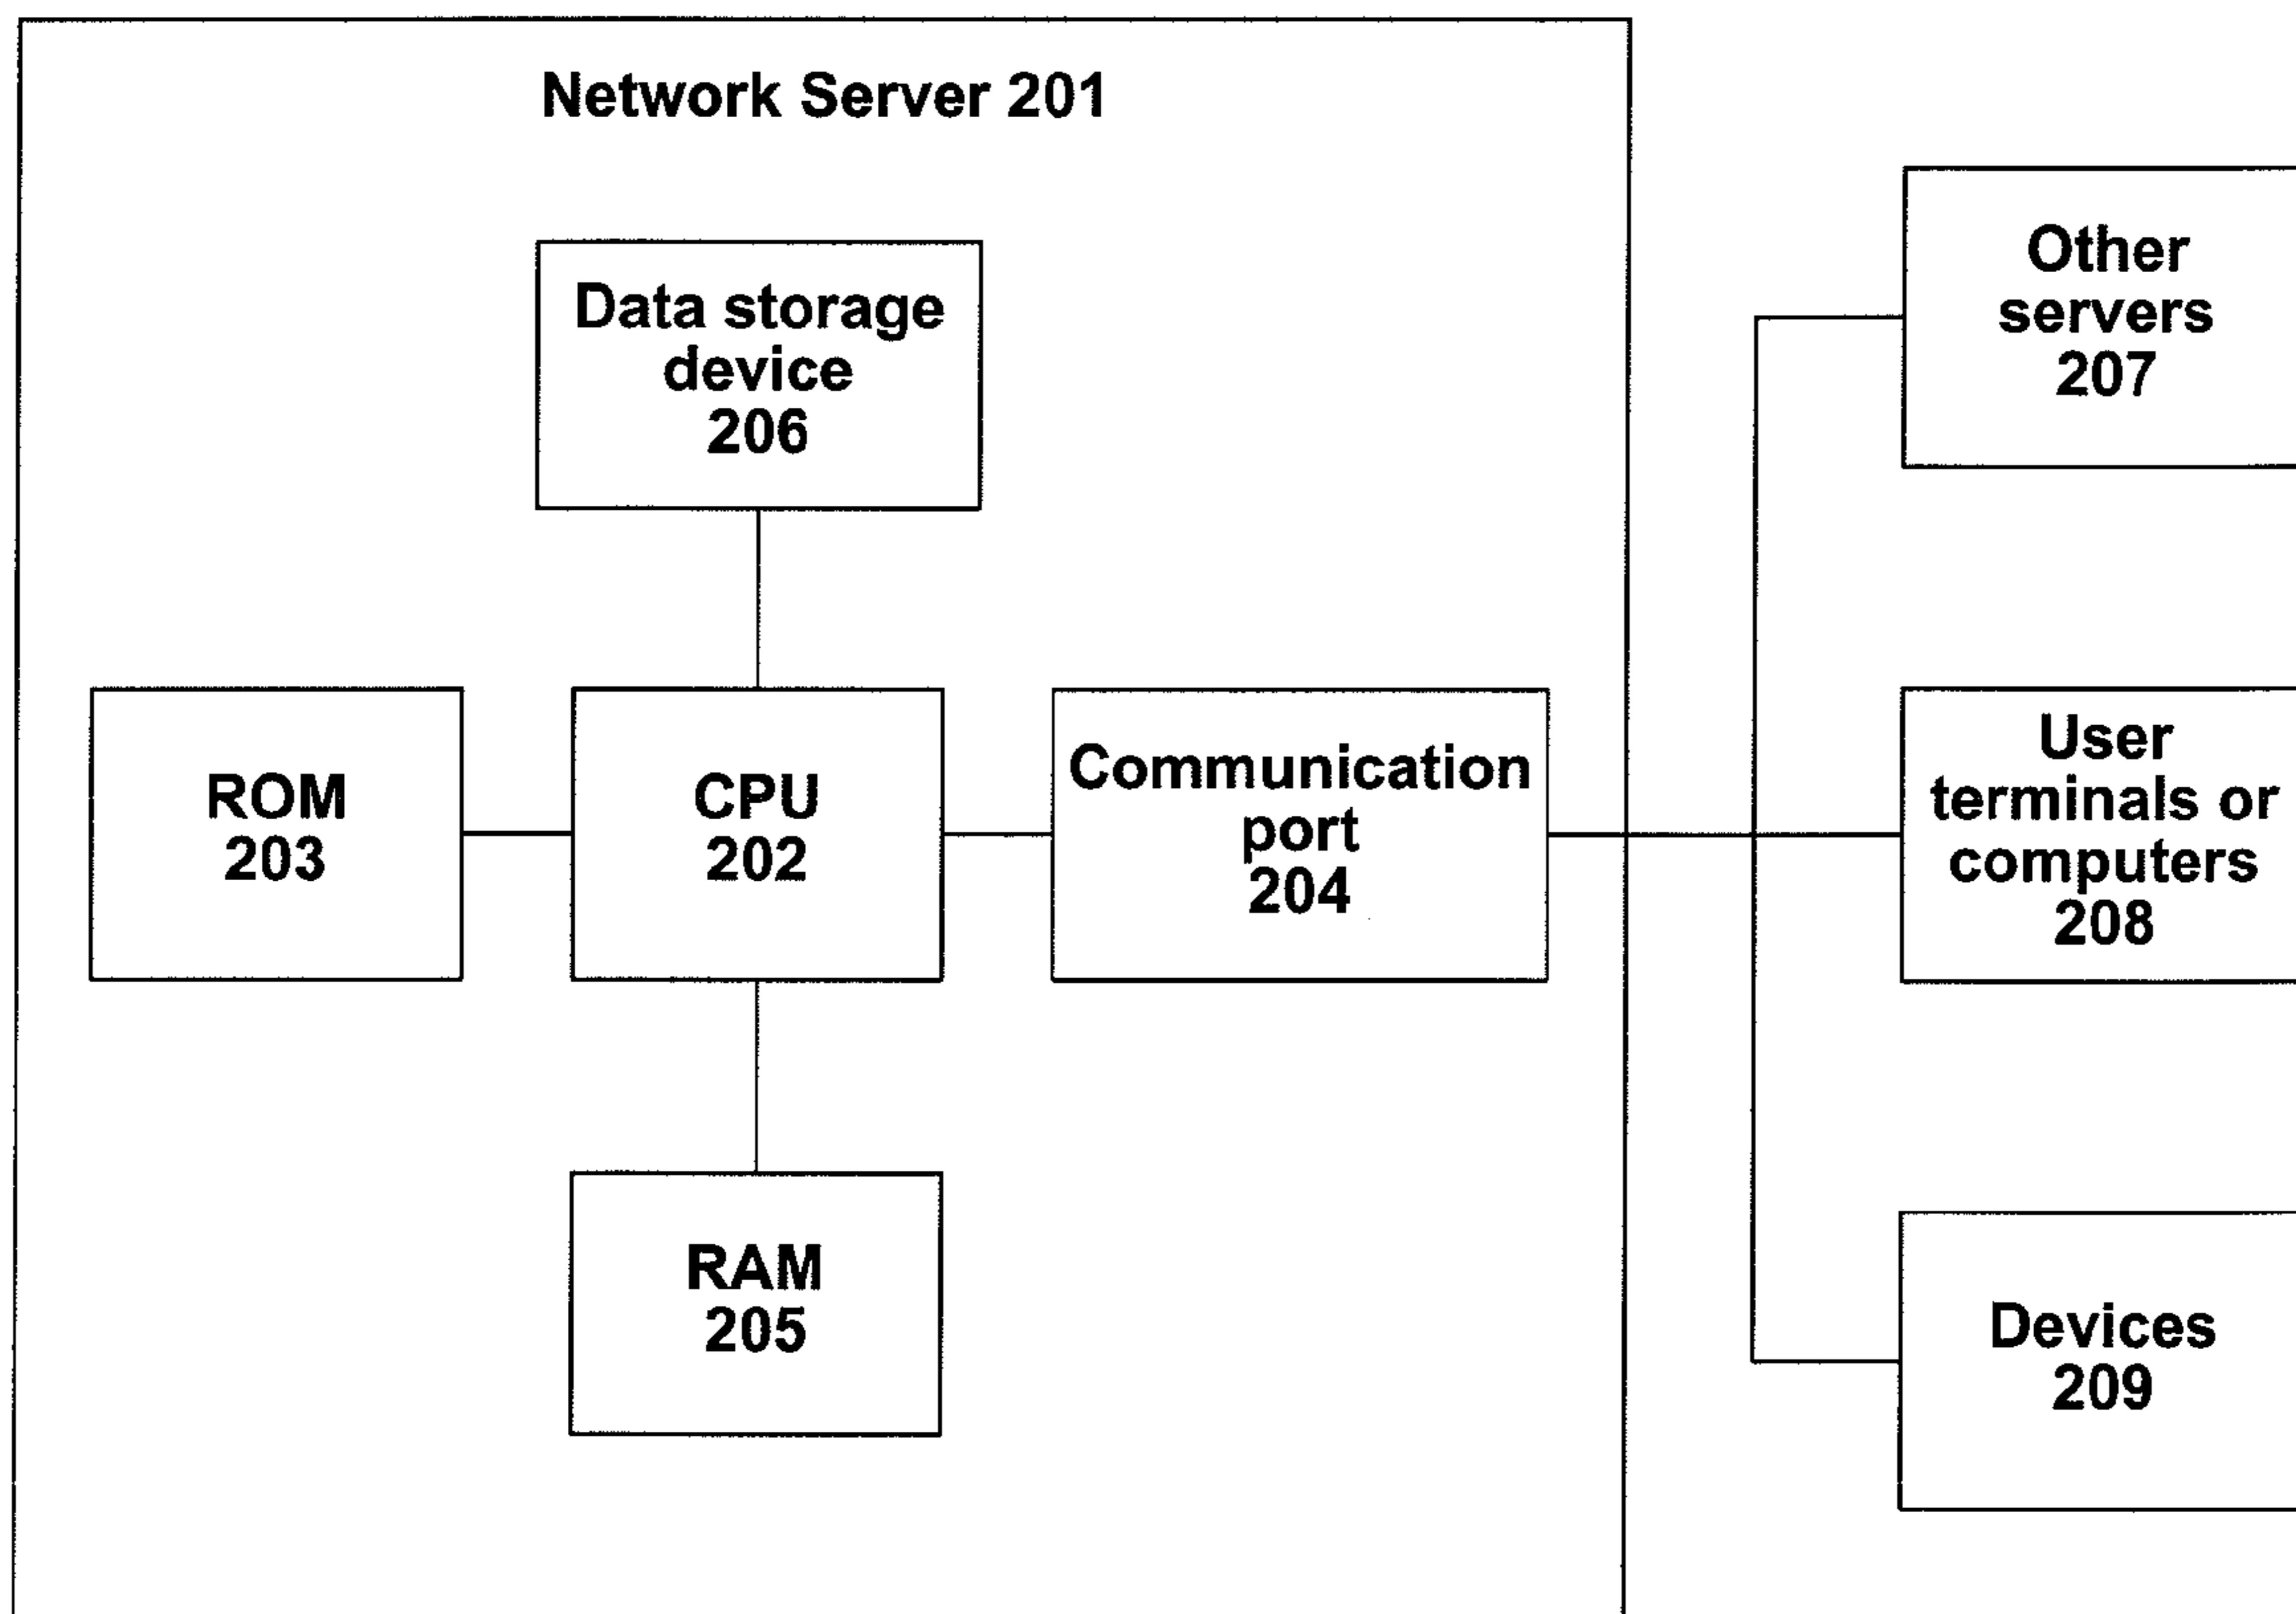 Network Server 201
Data storage
device
206
ROM
203
CPU
202
Communication
port
204
RAM
205
Other
servers
207
User
terminals or
computers
208
Devices
209